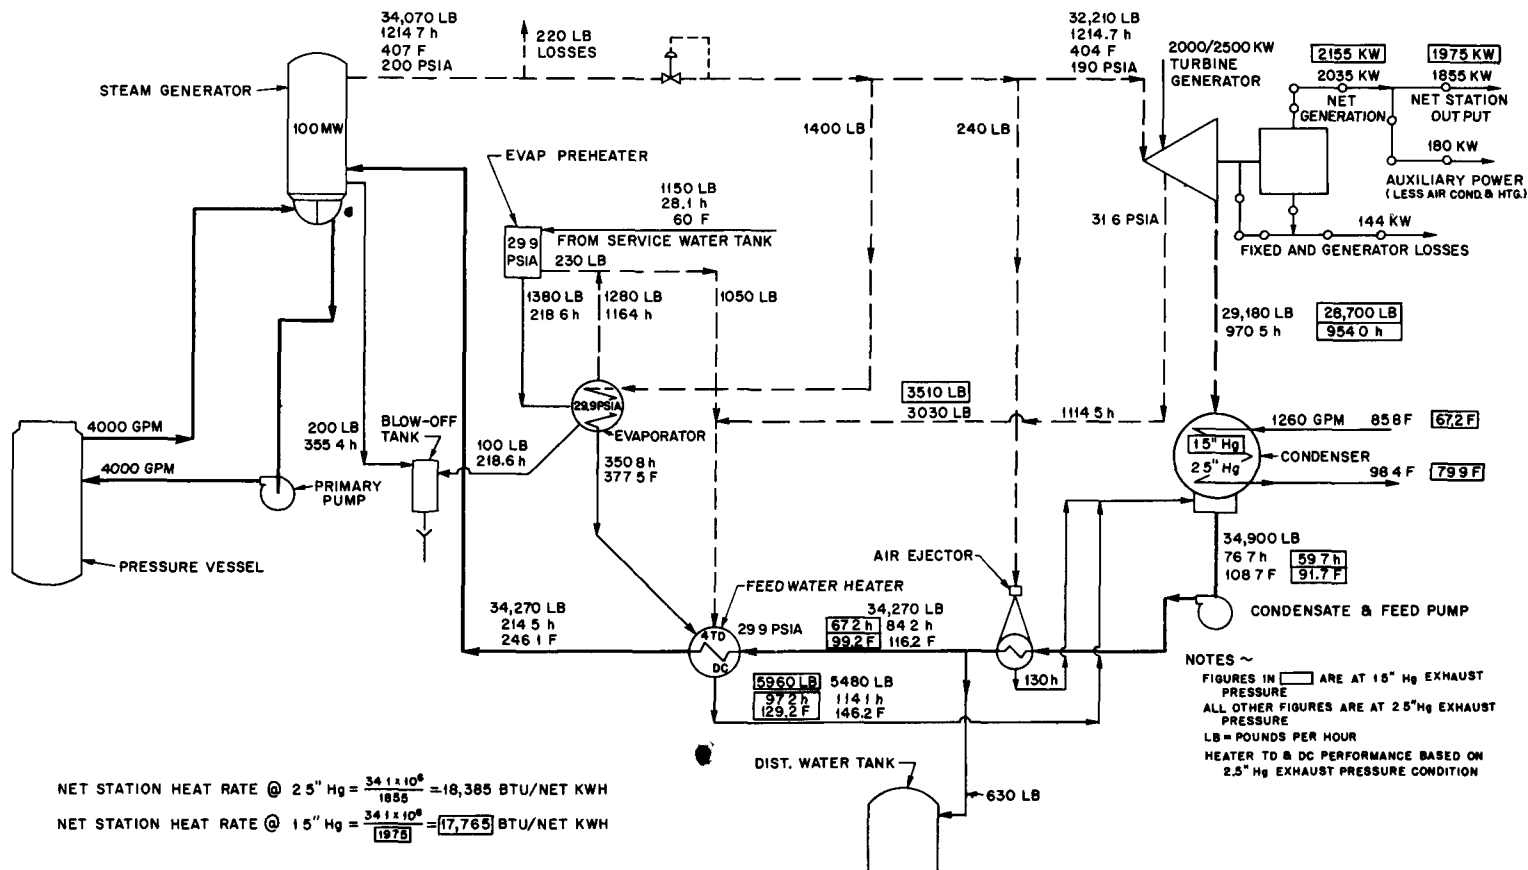 34,070 LB
1214 7 h
407 F
200 PSIA
220 LB
LOSSES
32,210 LB
1214.7 h
404 F
190 PSIA
2000/2500 KW
TURBINE
GENERATOR
2155 KW
2035 KW
NET
GENERATION
1975 KW
1855 KW
NET STATION
OUTPUT
180 KW
AUXILIARY POWER
(LESS AIR COND. & HTG.)
144 KW
FIXED AND GENERATOR LOSSES
STEAM GENERATOR
100 MW
1400 LB
240 LB
31 6 PSIA
EVAP PREHEATER
1150 LB
28.1 h
60 F
FROM SERVICE WATER TANK
29 9
PSIA
230 LB
1380 LB
218 6 h
1280 LB
1164 h
1050 LB
29,180 LB
970 5 h
28,700 LB
954 0 h
29.9 PSIA
EVAPORATOR
3510 LB
3030 LB
1114 5 h
1260 GPM
85 8 F
67.2 F
1 5" Hg
2 5" Hg
CONDENSER
98 4 F
79 9 F
4000 GPM
4000 GPM
PRIMARY
PUMP
PRESSURE VESSEL
200 LB
355 4 h
BLOW-OFF
TANK
100 LB
218.6 h
350 8 h
377 5 F
34,900 LB
76 7 h
108 7 F
59 7 h
91.7 F
CONDENSATE & FEED PUMP
AIR EJECTOR
FEED WATER HEATER
34,270 LB
214 5 h
246 1 F
4 TD
DC
29 9 PSIA
34,270 LB
67 2 h 84 2 h
99.2 F 116.2 F
130 h
5960 LB 5480 LB
97 2 h 114 1 h
129.2 F 146.2 F
NOTES ~
FIGURES IN ARE AT 1 5" Hg EXHAUST
PRESSURE
ALL OTHER FIGURES ARE AT 2 5" Hg EXHAUST
PRESSURE
LB = POUNDS PER HOUR
HEATER TD & DC PERFORMANCE BASED ON
2.5" Hg EXHAUST PRESSURE CONDITION
DIST. WATER TANK
630 LB
NET STATION HEAT RATE @ 2 5" Hg = 34 1 x 10⁶ / 1855 = 18,385 BTU/NET KWH
NET STATION HEAT RATE @ 1 5" Hg = 34 1 x 10⁶ / 1975 = 17,765 BTU/NET KWH